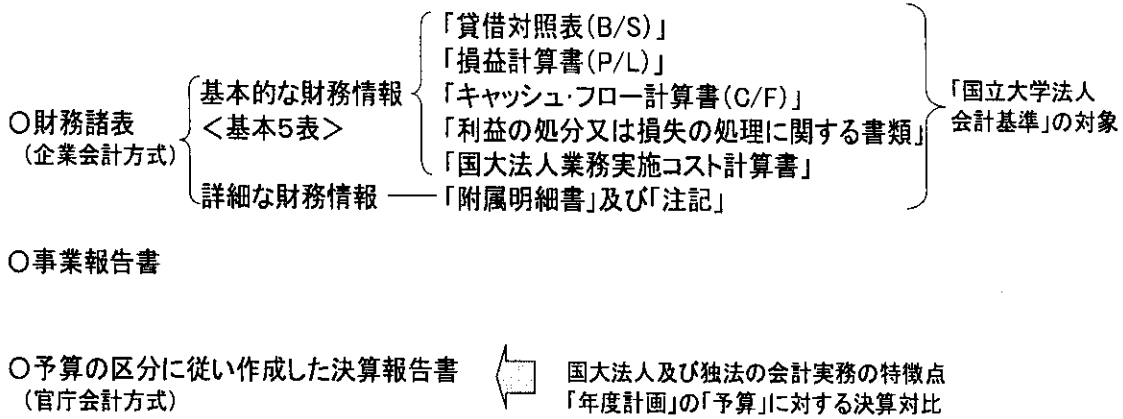 ○財務諸表
(企業会計方式)
基本的な財務情報
<基本5表>
「貸借対照表(B/S)」
「損益計算書(P/L)」
「キャッシュ・フロー計算書(C/F)」
「利益の処分又は損失の処理に関する書類」
「国大法人業務実施コスト計算書」
詳細な財務情報
「附属明細書」及び「注記」
「国立大学法人
会計基準」の対象
○事業報告書
○予算の区分に従い作成した決算報告書
(官庁会計方式)
国大法人及び独法の会計実務の特徴点
「年度計画」の「予算」に対する決算対比